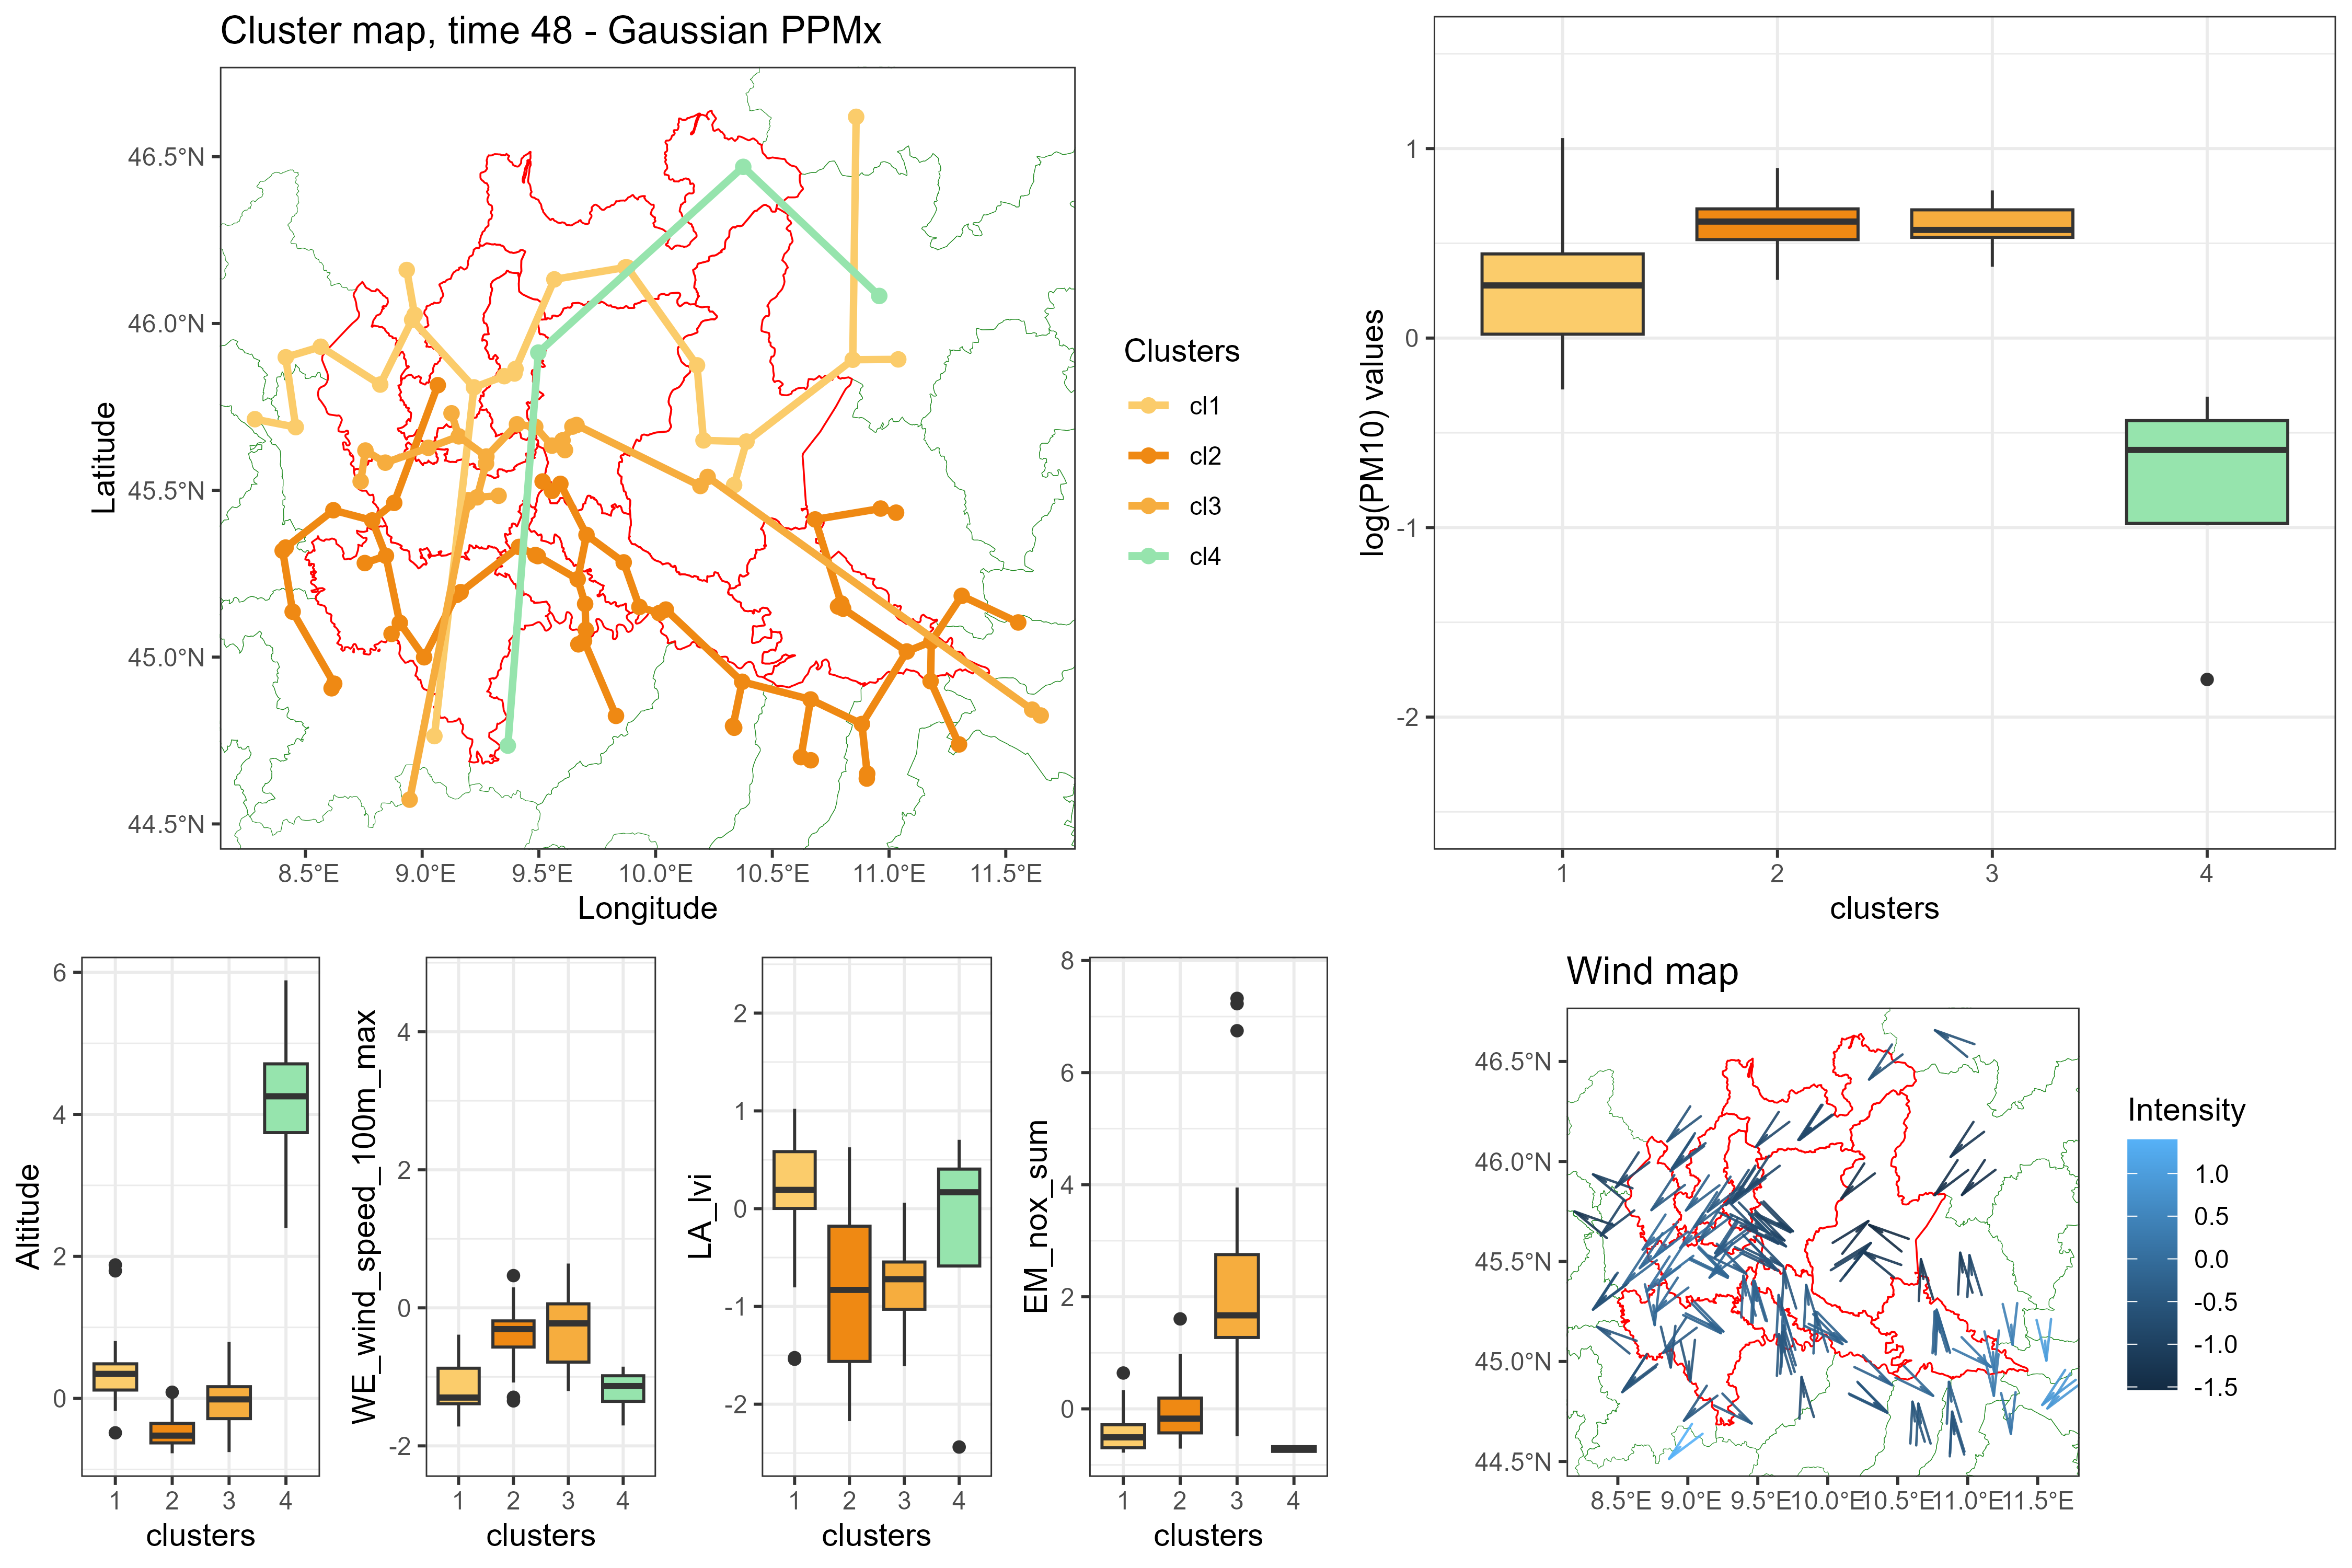 Cluster map, time 48 - Gaussian PPMx
46.5°N
46.0°N
45.5°N
45.0°N
44.5°N
Latitude
8.5°E 9.0°E 9.5°E 10.0°E 10.5°E 11.0°E 11.5°E
Longitude
Clusters
cl1
cl2
cl3
cl4
log(PM10) values
1
0
-1
-2
1 2 3 4
clusters
Altitude
6
4
2
0
1 2 3 4
clusters
WE_wind_speed_100m_max
4
2
0
-2
1 2 3 4
clusters
LA_lvi
2
1
0
-1
-2
1 2 3 4
clusters
EM_nox_sum
8
6
4
2
0
1 2 3 4
clusters
Wind map
46.5°N
46.0°N
45.5°N
45.0°N
44.5°N
8.5°E 9.0°E 9.5°E 10.0°E 10.5°E 11.0°E 11.5°E
Intensity
1.0
0.5
0.0
-0.5
-1.0
-1.5